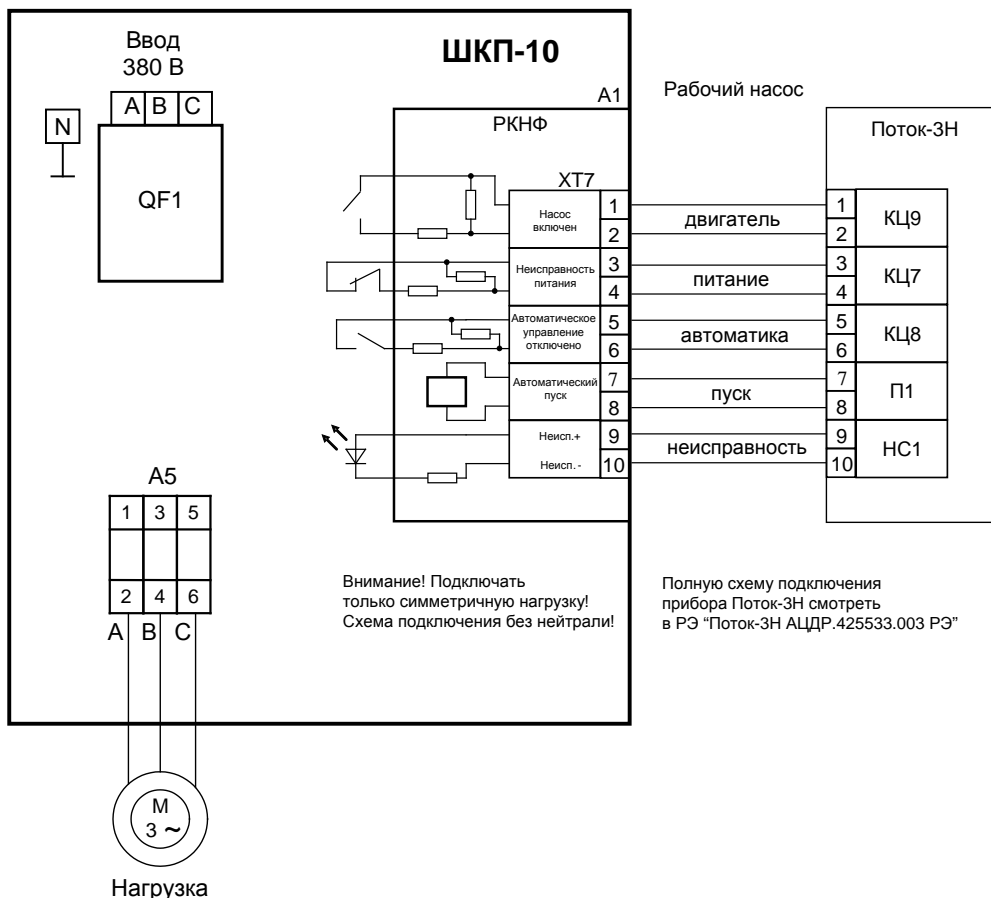 Ввод
380 В
ШКП-10
A B C
N
QF1
А1
РКНФ
ХТ7
Насос
включен
1
2
Неисправность
питания
3
4
Автоматическое
управление
отключено
5
6
Автоматический
пуск
7
8
Неисп.+
9
Неисп.-
10
двигатель
питание
автоматика
пуск
неисправность
Рабочий насос
Поток-3Н
1
2
КЦ9
3
4
КЦ7
5
6
КЦ8
7
8
П1
9
10
НС1
А5
1 3 5
2 4 6
A B C
Внимание! Подключать
только симметричную нагрузку!
Схема подключения без нейтрали!
Полную схему подключения
прибора Поток-3Н смотреть
в РЭ “Поток-3Н АЦДР.425533.003 РЭ”
М
3 ~
Нагрузка